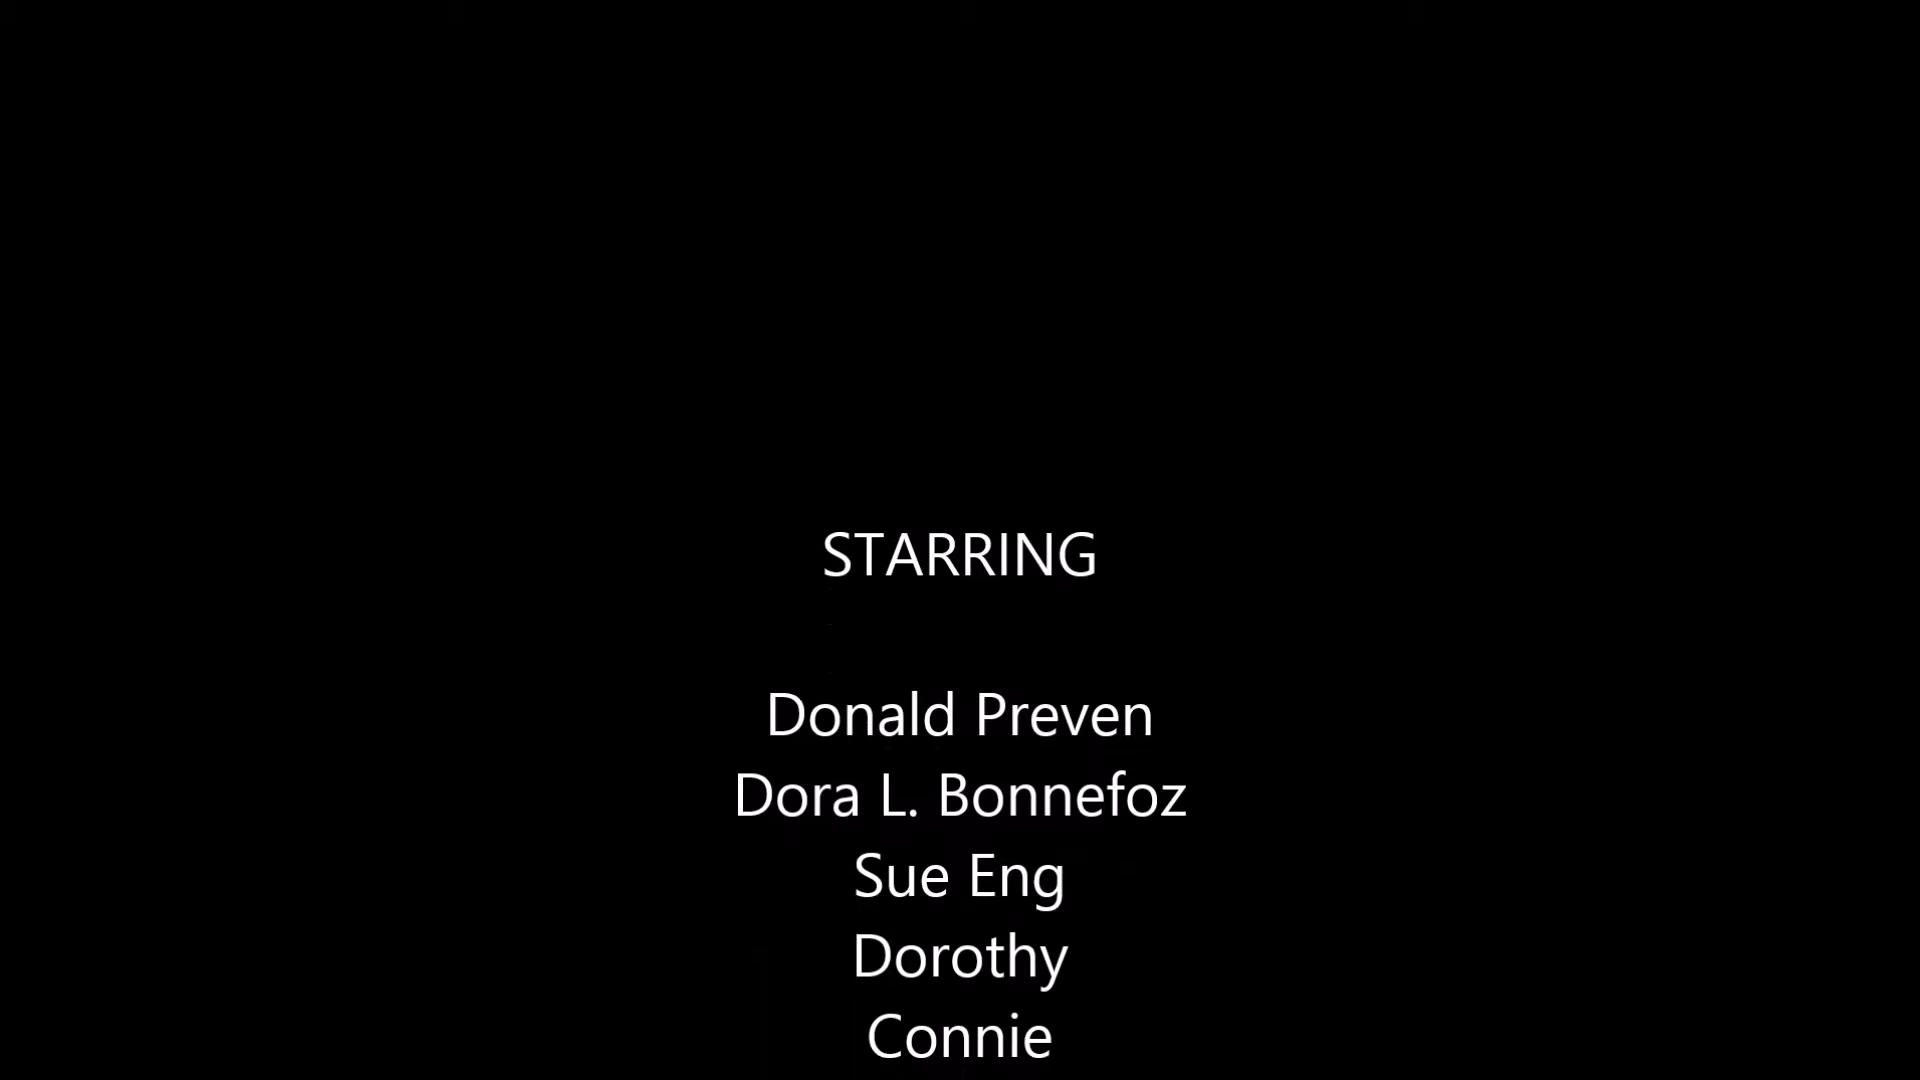 STARRING
Donald Preven
Dora L. Bonnefoz
Sue Eng
Dorothy
Connie